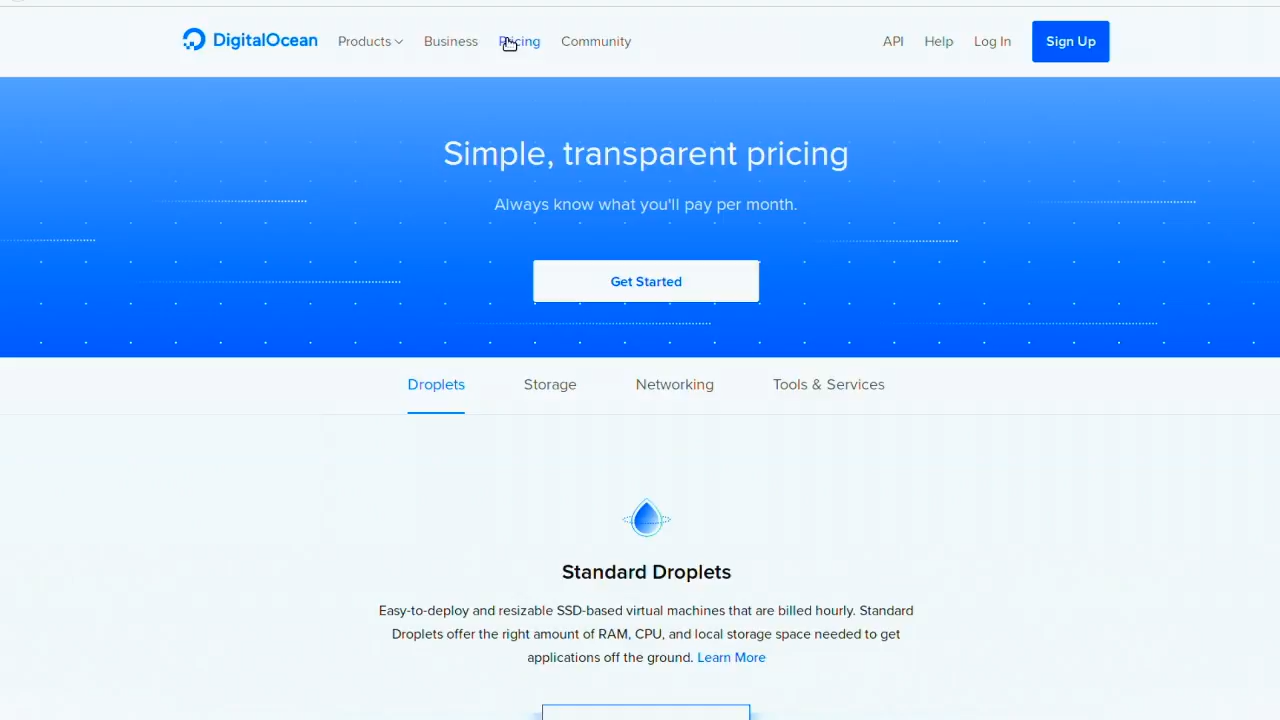 DigitalOcean Products Business Pricing Community API Help Log In Sign Up
Simple, transparent pricing
Always know what you'll pay per month.
Get Started
Droplets Storage Networking Tools & Services
Standard Droplets
Easy-to-deploy and resizable SSD-based virtual machines that are billed hourly. Standard
Droplets offer the right amount of RAM, CPU, and local storage space needed to get
applications off the ground. Learn More